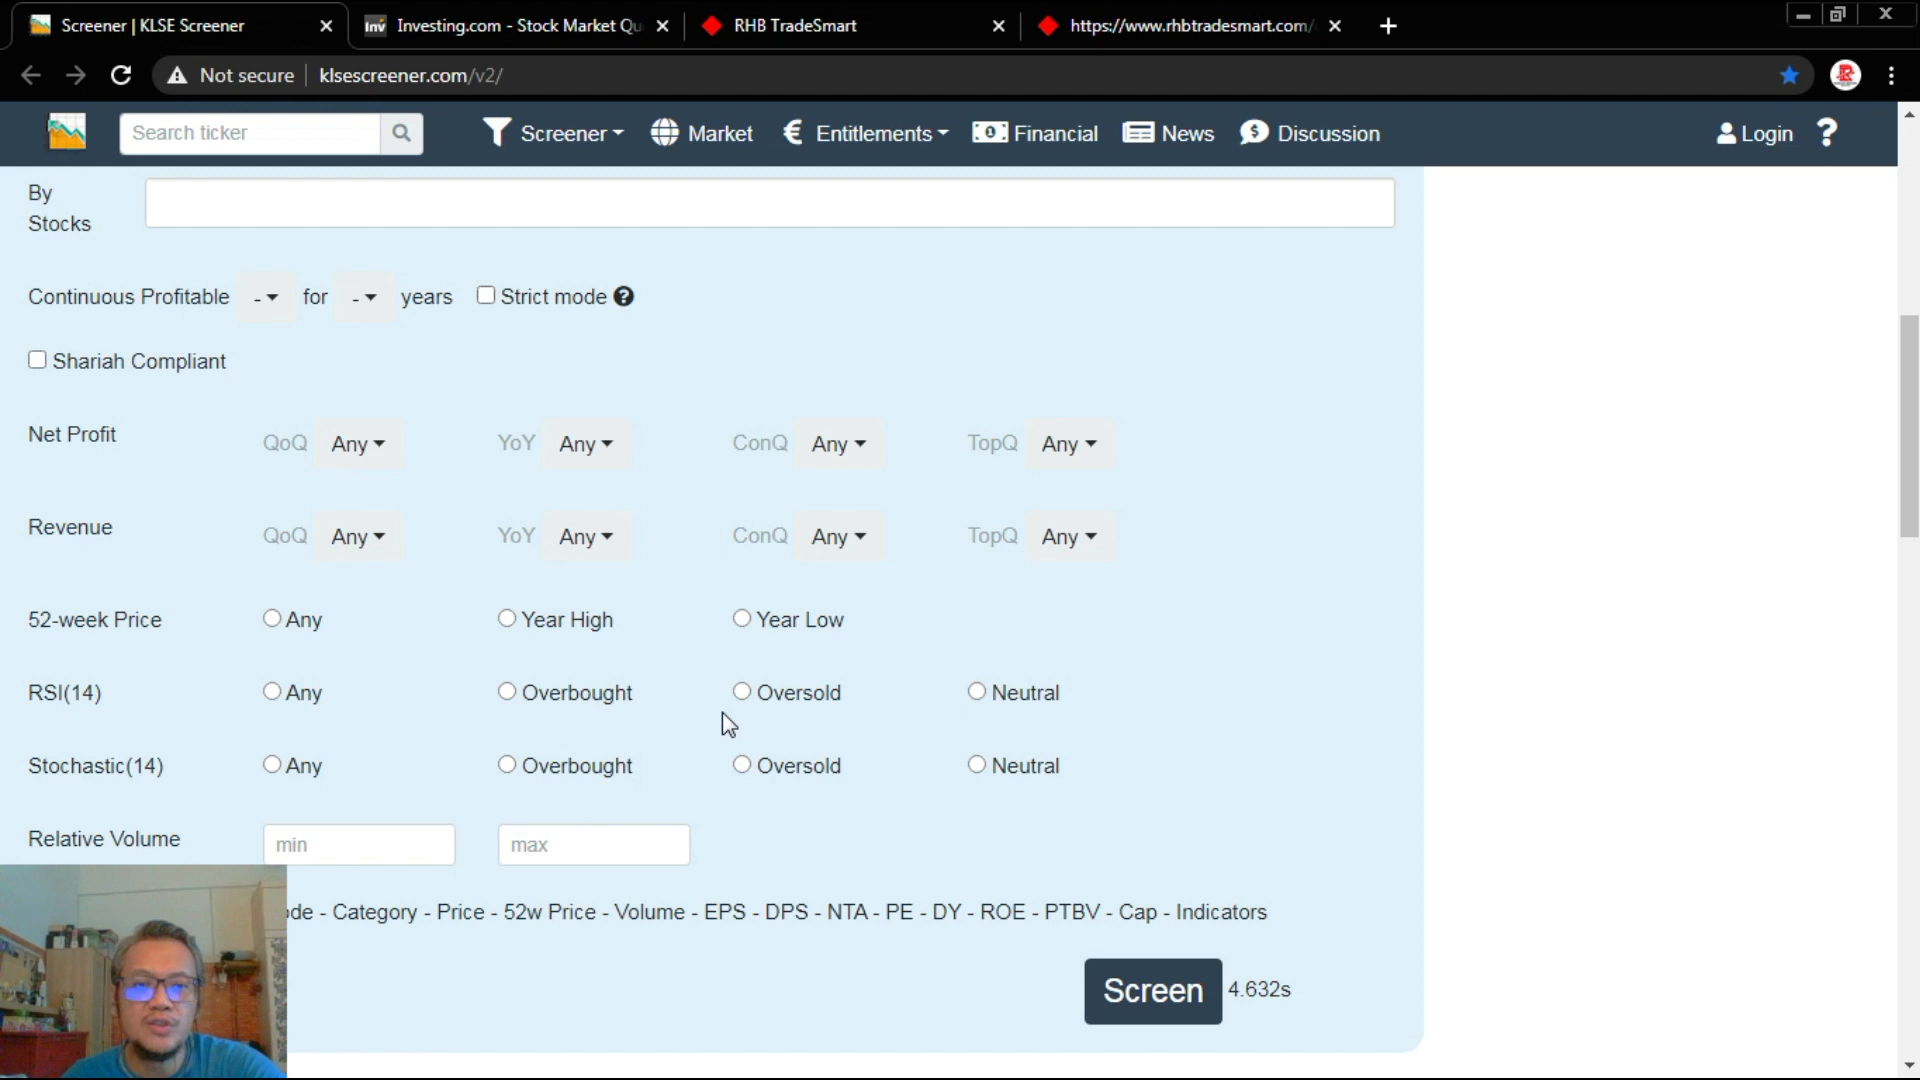 Screener | KLSE Screener
Investing.com - Stock Market Qu
RHB TradeSmart
https://www.rhbtradesmart.com/
Not secure klsescreener.com/v2/
Search ticker Screener Market Entitlements Financial News Discussion Login ?
By
Stocks
Continuous Profitable - for - years Strict mode ?
Shariah Compliant
Net Profit QoQ Any YoY Any ConQ Any TopQ Any
Revenue QoQ Any YoY Any ConQ Any TopQ Any
52-week Price Any Year High Year Low
RSI(14) Any Overbought Oversold Neutral
Stochastic(14) Any Overbought Oversold Neutral
Relative Volume min max
de - Category - Price - 52w Price - Volume - EPS - DPS - NTA - PE - DY - ROE - PTBV - Cap - Indicators
Screen 4.632s